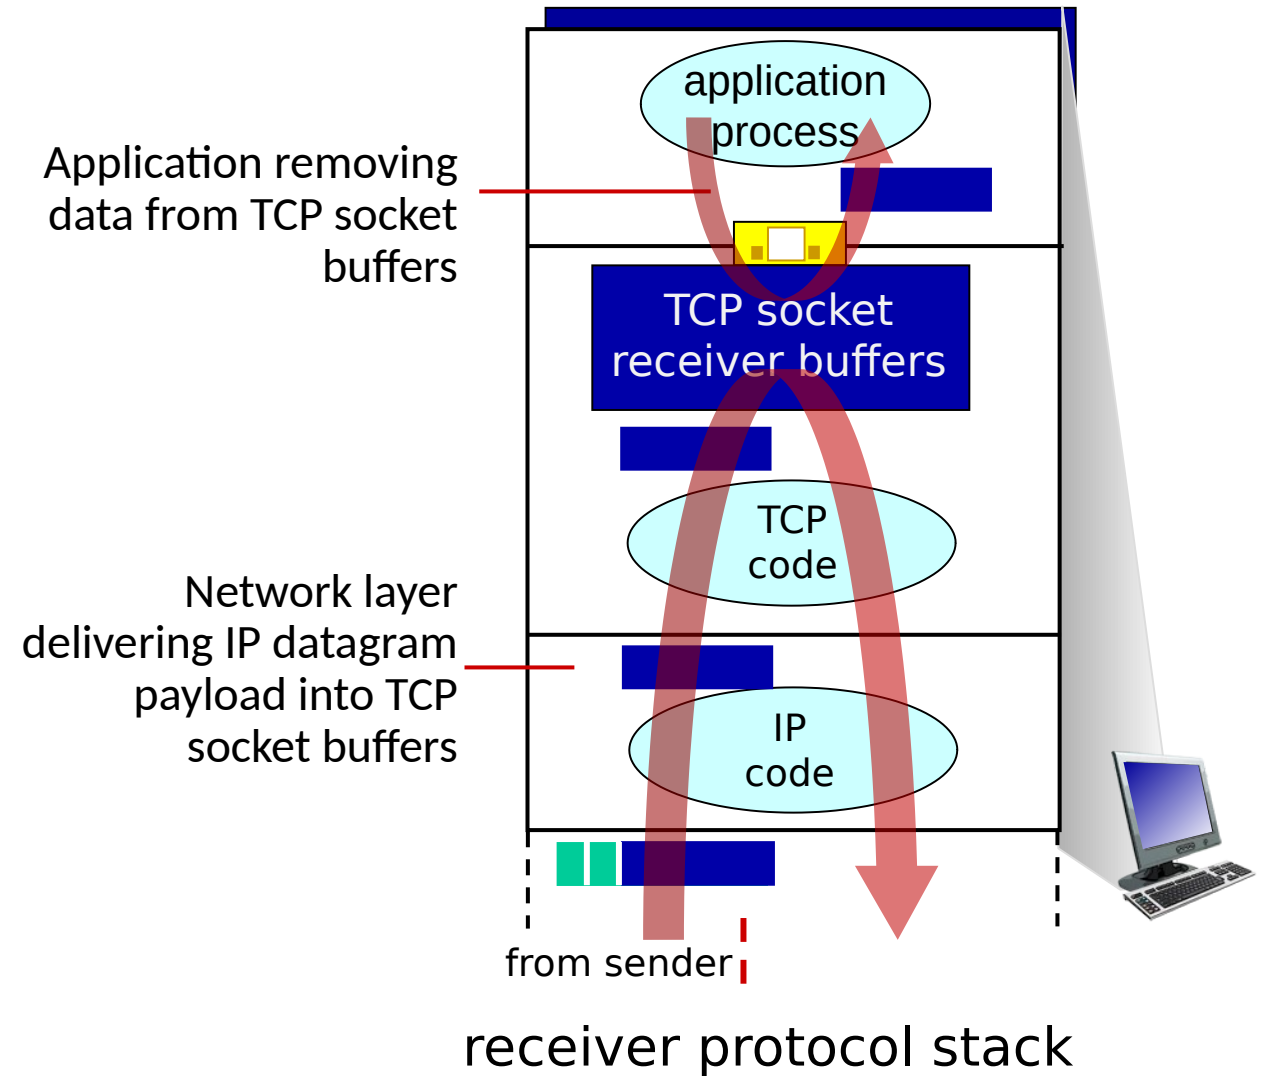 application
process
Application removing
data from TCP socket
buffers
TCP socket
receiver buffers
TCP
code
Network layer
delivering IP datagram
payload into TCP
socket buffers
IP
code
from sender
receiver protocol stack